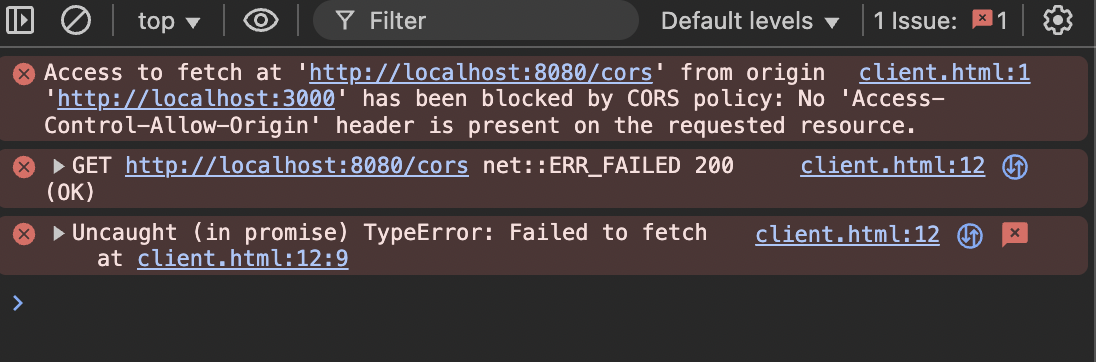 top ▼ Filter Default levels ▼ 1 Issue: 1
Access to fetch at 'http://localhost:8080/cors' from origin client.html:1
'http://localhost:3000' has been blocked by CORS policy: No 'Access-
Control-Allow-Origin' header is present on the requested resource.
▶ GET http://localhost:8080/cors net::ERR_FAILED 200 client.html:12
(OK)
▶ Uncaught (in promise) TypeError: Failed to fetch client.html:12
at client.html:12:9